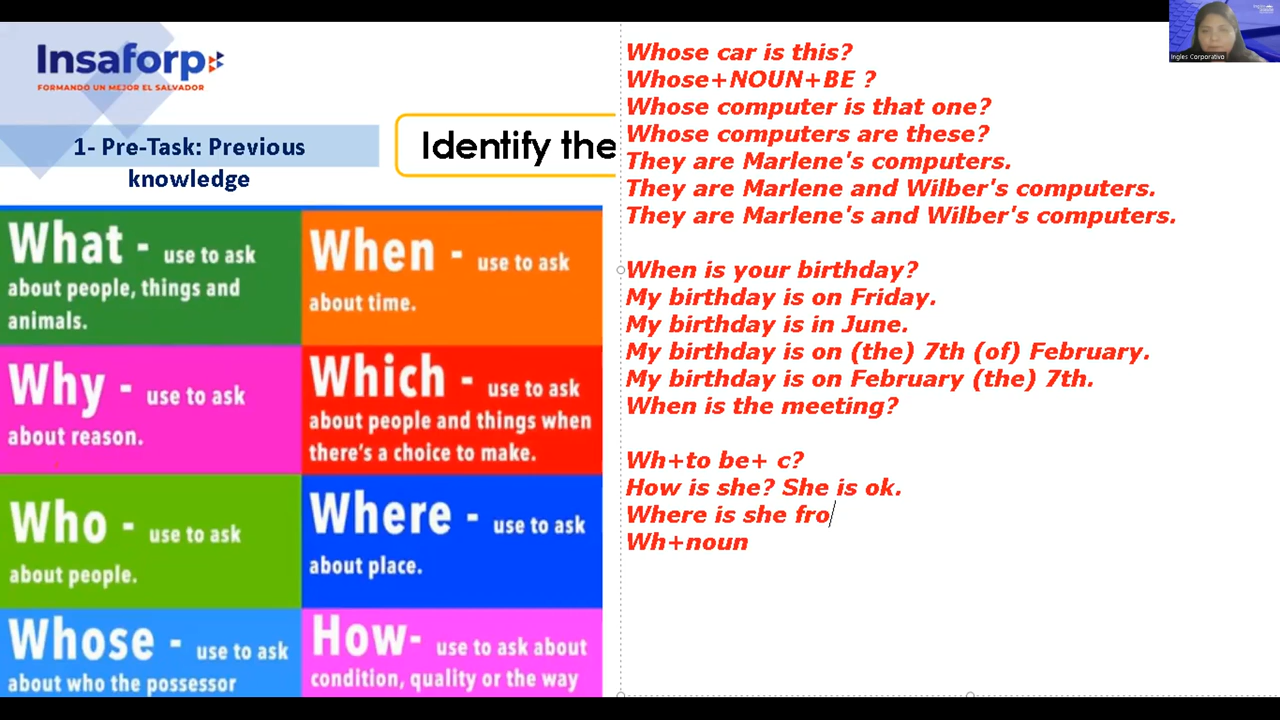 Insaforp
FORMANDO UN MEJOR EL SALVADOR
1- Pre-Task: Previous
knowledge
Identify the
What - use to ask
about people, things and
animals.
When - use to ask
about time.
Why - use to ask
about reason.
Which - use to ask
about people and things when
there's a choice to make.
Who - use to ask
about people.
Where - use to ask
about place.
Whose - use to ask
about who the possessor
How- use to ask about
condition, quality or the way
Whose car is this?
Whose+NOUN+BE ?
Whose computer is that one?
Whose computers are these?
They are Marlene's computers.
They are Marlene and Wilber's computers.
They are Marlene's and Wilber's computers.
When is your birthday?
My birthday is on Friday.
My birthday is in June.
My birthday is on (the) 7th (of) February.
My birthday is on February (the) 7th.
When is the meeting?
Wh+to be+ c?
How is she? She is ok.
Where is she fro
Wh+noun
Ingles Corporativo